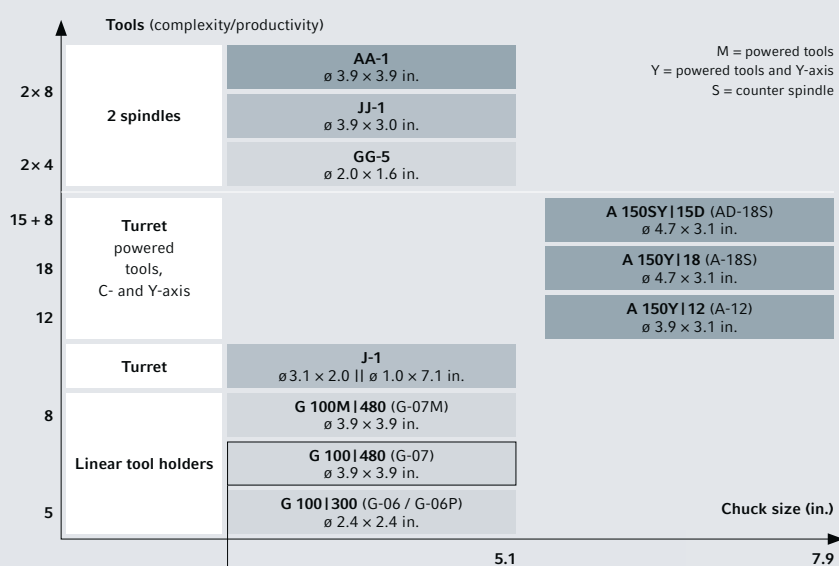 Tools (complexity/productivity)
M = powered tools
Y = powered tools and Y-axis
S = counter spindle
2 × 8
2 × 4
2 spindles
AA-1
ø 3.9 × 3.9 in.
JJ-1
ø 3.9 × 3.0 in.
GG-5
ø 2.0 × 1.6 in.
15 + 8
18
12
Turret
powered
tools,
C- and Y-axis
A 150SY|15D (AD-18S)
ø 4.7 × 3.1 in.
A 150Y|18 (A-18S)
ø 4.7 × 3.1 in.
A 150Y|12 (A-12)
ø 3.9 × 3.1 in.
Turret
J-1
ø 3.1 × 2.0 || ø 1.0 × 7.1 in.
8
5
Linear tool holders
G 100M|480 (G-07M)
ø 3.9 × 3.9 in.
G 100|480 (G-07)
ø 3.9 × 3.9 in.
G 100|300 (G-06 / G-06P)
ø 2.4 × 2.4 in.
Chuck size (in.)
5.1
7.9